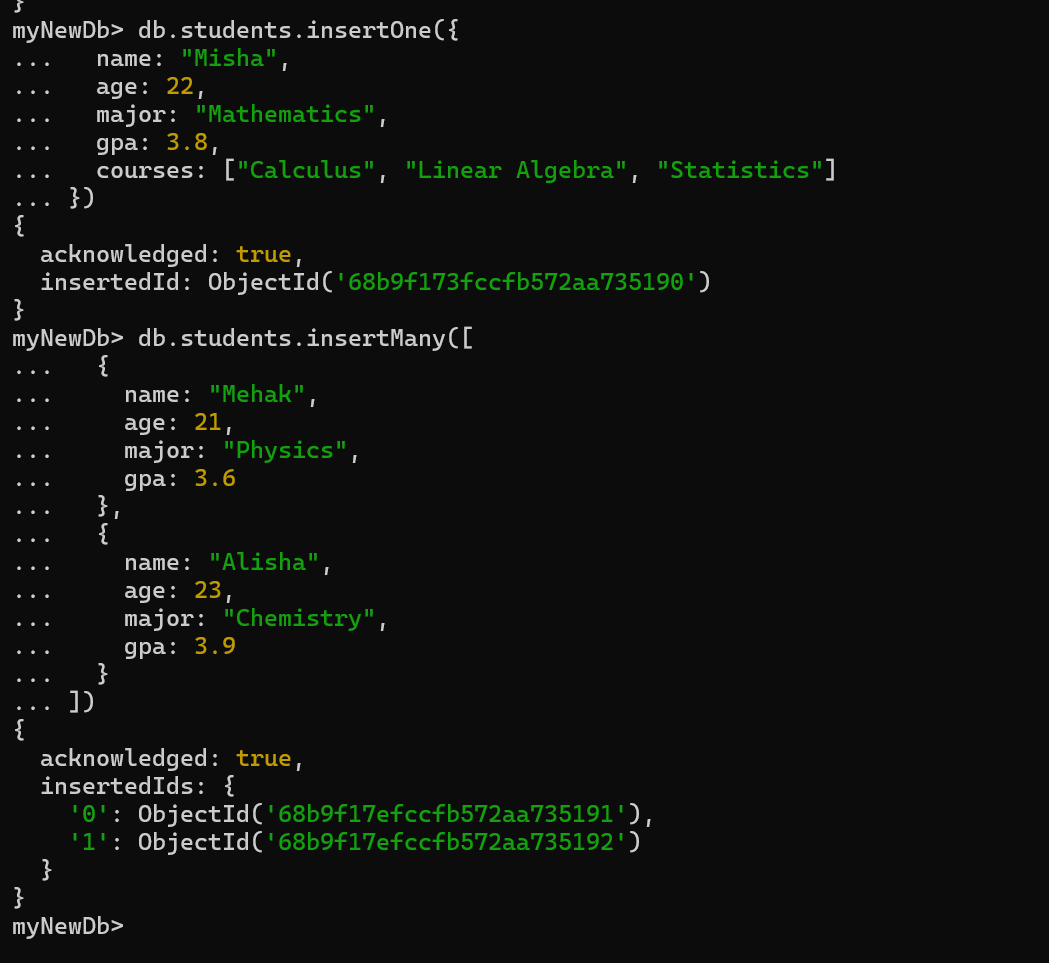 }
myNewDb> db.students.insertOne({
...   name: "Misha",
...   age: 22,
...   major: "Mathematics",
...   gpa: 3.8,
...   courses: ["Calculus", "Linear Algebra", "Statistics"]
... })
{
  acknowledged: true,
  insertedId: ObjectId('68b9f173fccfb572aa735190')
}
myNewDb> db.students.insertMany([
...   {
...     name: "Mehak",
...     age: 21,
...     major: "Physics",
...     gpa: 3.6
...   },
...   {
...     name: "Alisha",
...     age: 23,
...     major: "Chemistry",
...     gpa: 3.9
...   }
... ])
{
  acknowledged: true,
  insertedIds: {
    '0': ObjectId('68b9f17efccfb572aa735191'),
    '1': ObjectId('68b9f17efccfb572aa735192')
  }
}
myNewDb>